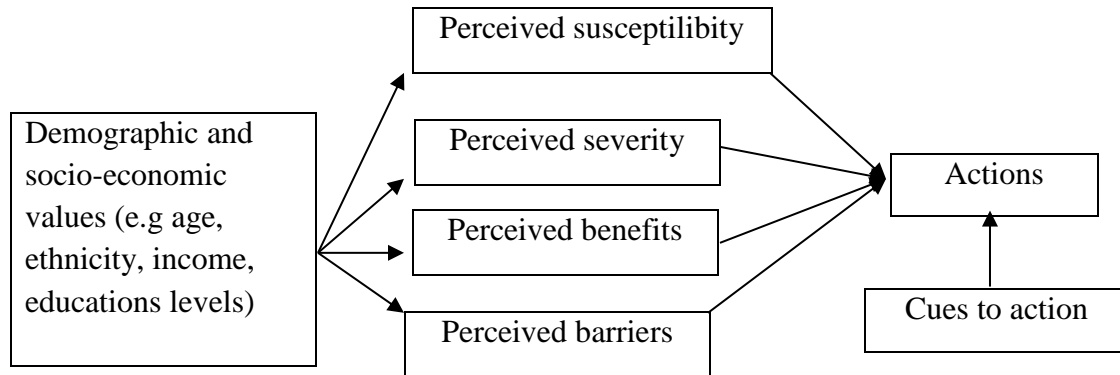 Demographic and
socio-economic
values (e.g age,
ethnicity, income,
educations levels)
Perceived susceptilibity
Perceived severity
Perceived benefits
Perceived barriers
Actions
Cues to action